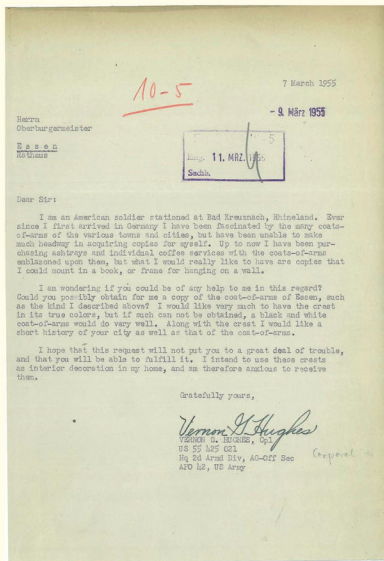 10-5
7 March 1955
- 9. März 1955
Herrn
Oberburgermeister
Essen
Rathaus
Eing. 11. MRZ. 1955
Sachb.
Dear Sir:
I am an American soldier stationed at Bad Kreuznach, Rhineland. Ever
since I first arrived in Germany I have been fascinated by the many coats-
of-arms of the various towns and cities, but have been unable to make
much headway in acquiring copies for myself. Up to now I have been pur-
chasing ashtrays and individual coffee services with the coats-of-arms
emblazoned upon them, but what I would really like to have are copies that
I could mount in a book, or frame for hanging on a wall.
I am wondering if you could be of any help to me in this regard?
Could you possibly obtain for me a copy of the coat-of-arms of Essen, such
as the kind I described above? I would like very much to have the crest
in its true colors, but if such can not be obtained, a black and white
coat-of-arms would do very well. Along with the crest I would like a
short history of your city as well as that of the coat-of-arms.
I hope that this request will not put you to a great deal of trouble,
and that you will be able to fulfill it. I intend to use these crests
as interior decoration in my home, and am therefore anxious to receive
them.
Gratefully yours,
Vernon G Hughes
VERNON G. HUGHES, Cpl
US 55 425 021
Hq 2d Armd Div, AG-Off Sec
APO 42, US Army
Corporal